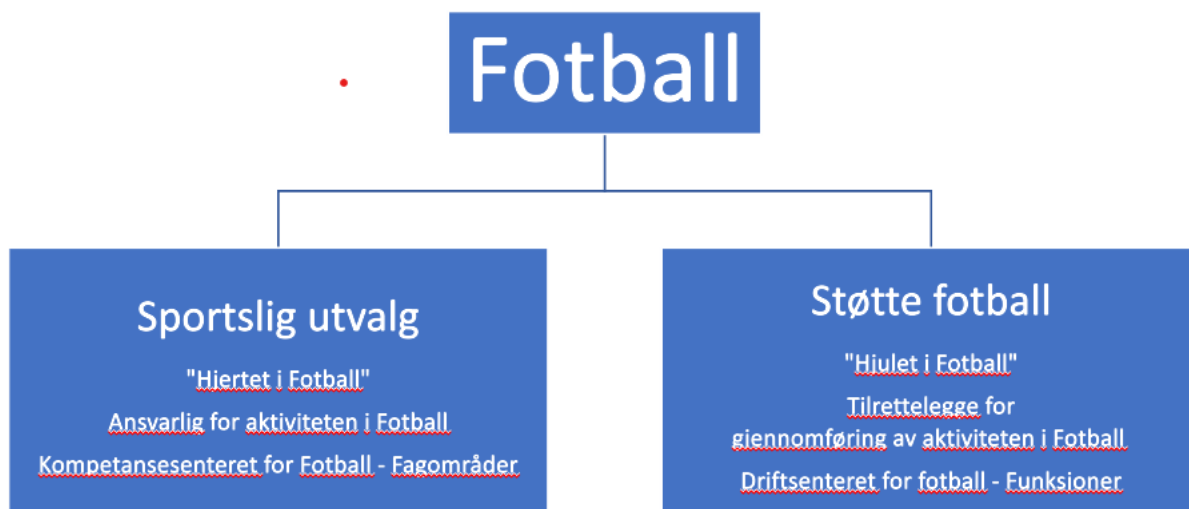 Fotball
Sportslig utvalg
"Hjertet i Fotball"
Ansvarlig for aktiviteten i Fotball
Kompetansesenteret for Fotball - Fagområder
Støtte fotball
"Hjulet i Fotball"
Tilrettelegge for
gjennomføring av aktiviteten i Fotball
Driftsenteret for fotball - Funksjoner